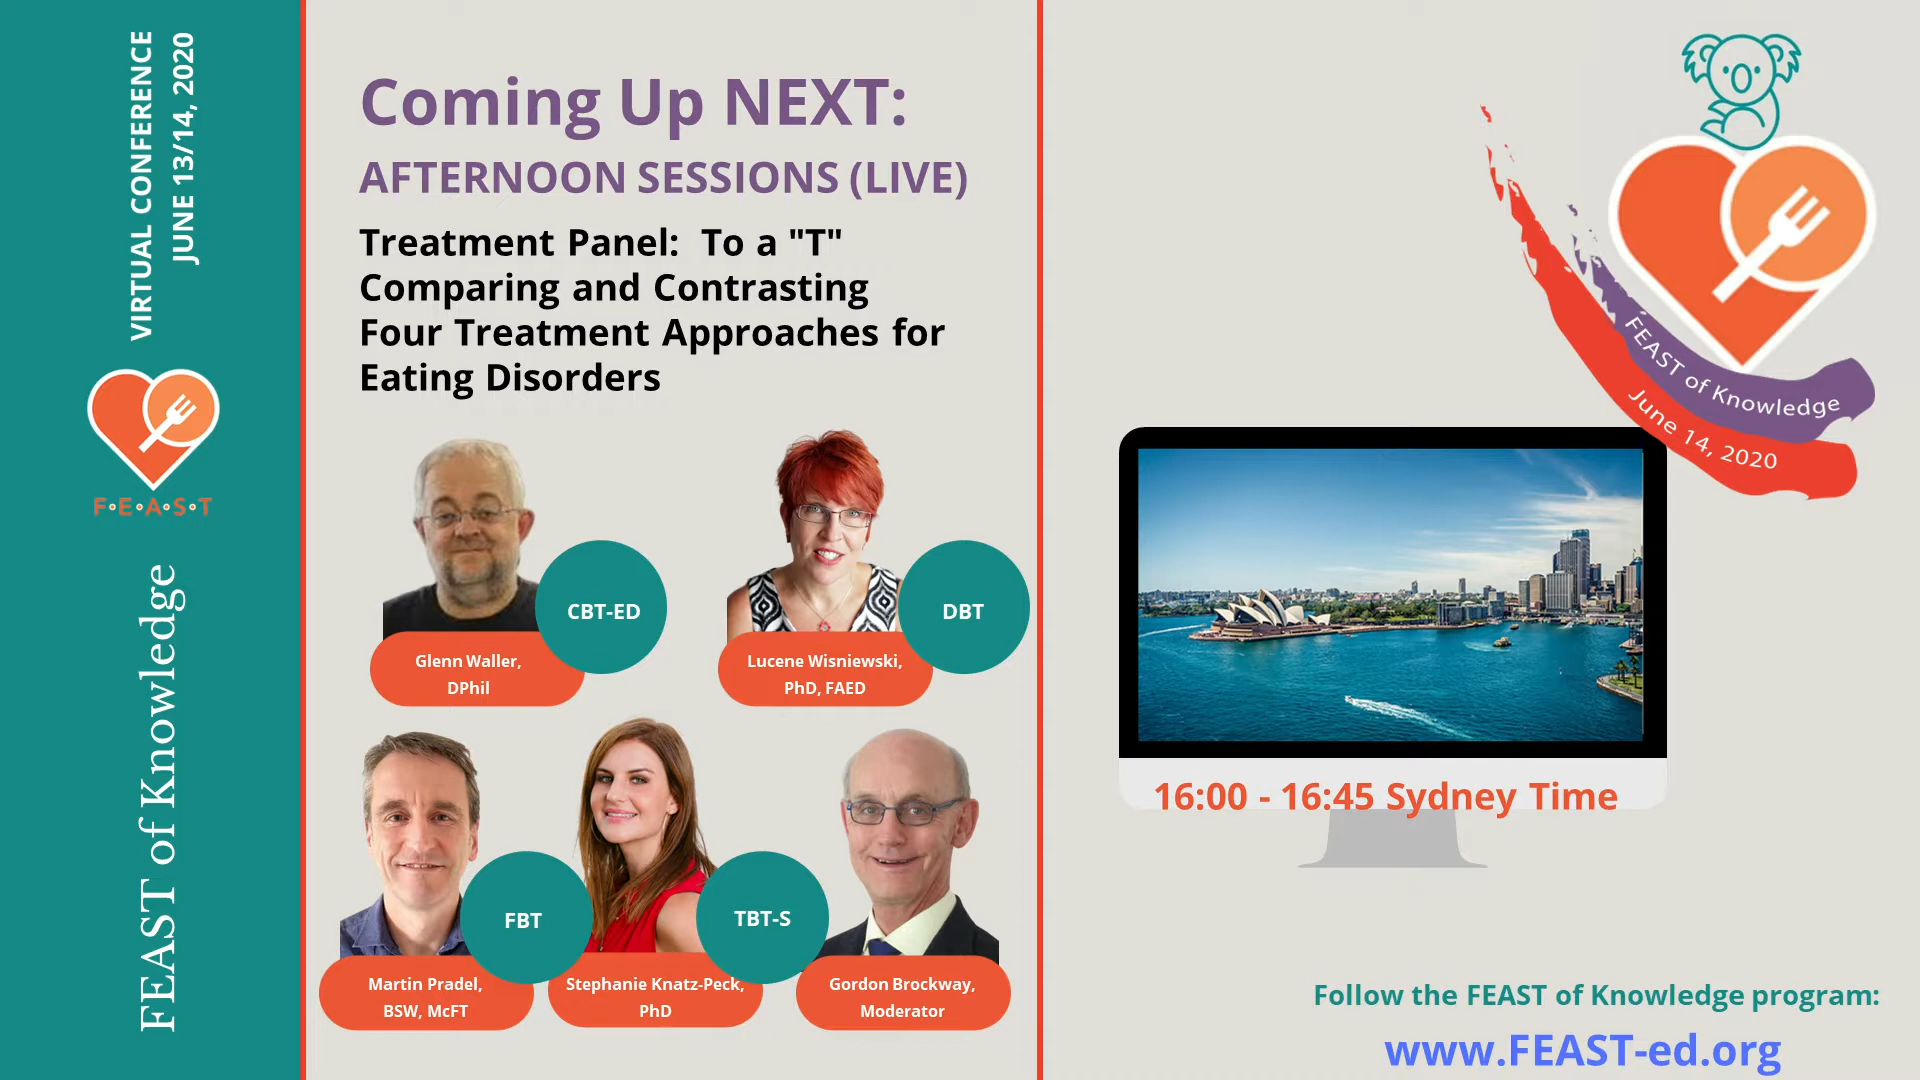 VIRTUAL CONFERENCE
JUNE 13/14, 2020
F•E•A•S•T
FEAST of Knowledge
Coming Up NEXT:
AFTERNOON SESSIONS (LIVE)
Treatment Panel:  To a "T"
Comparing and Contrasting
Four Treatment Approaches for
Eating Disorders
CBT-ED
Glenn Waller,
DPhil
DBT
Lucene Wisniewski,
PhD, FAED
FBT
Martin Pradel,
BSW, McFT
TBT-S
Stephanie Knatz-Peck,
PhD
Gordon Brockway,
Moderator
FEAST of Knowledge
June 14, 2020
16:00 - 16:45 Sydney Time
Follow the FEAST of Knowledge program:
www.FEAST-ed.org